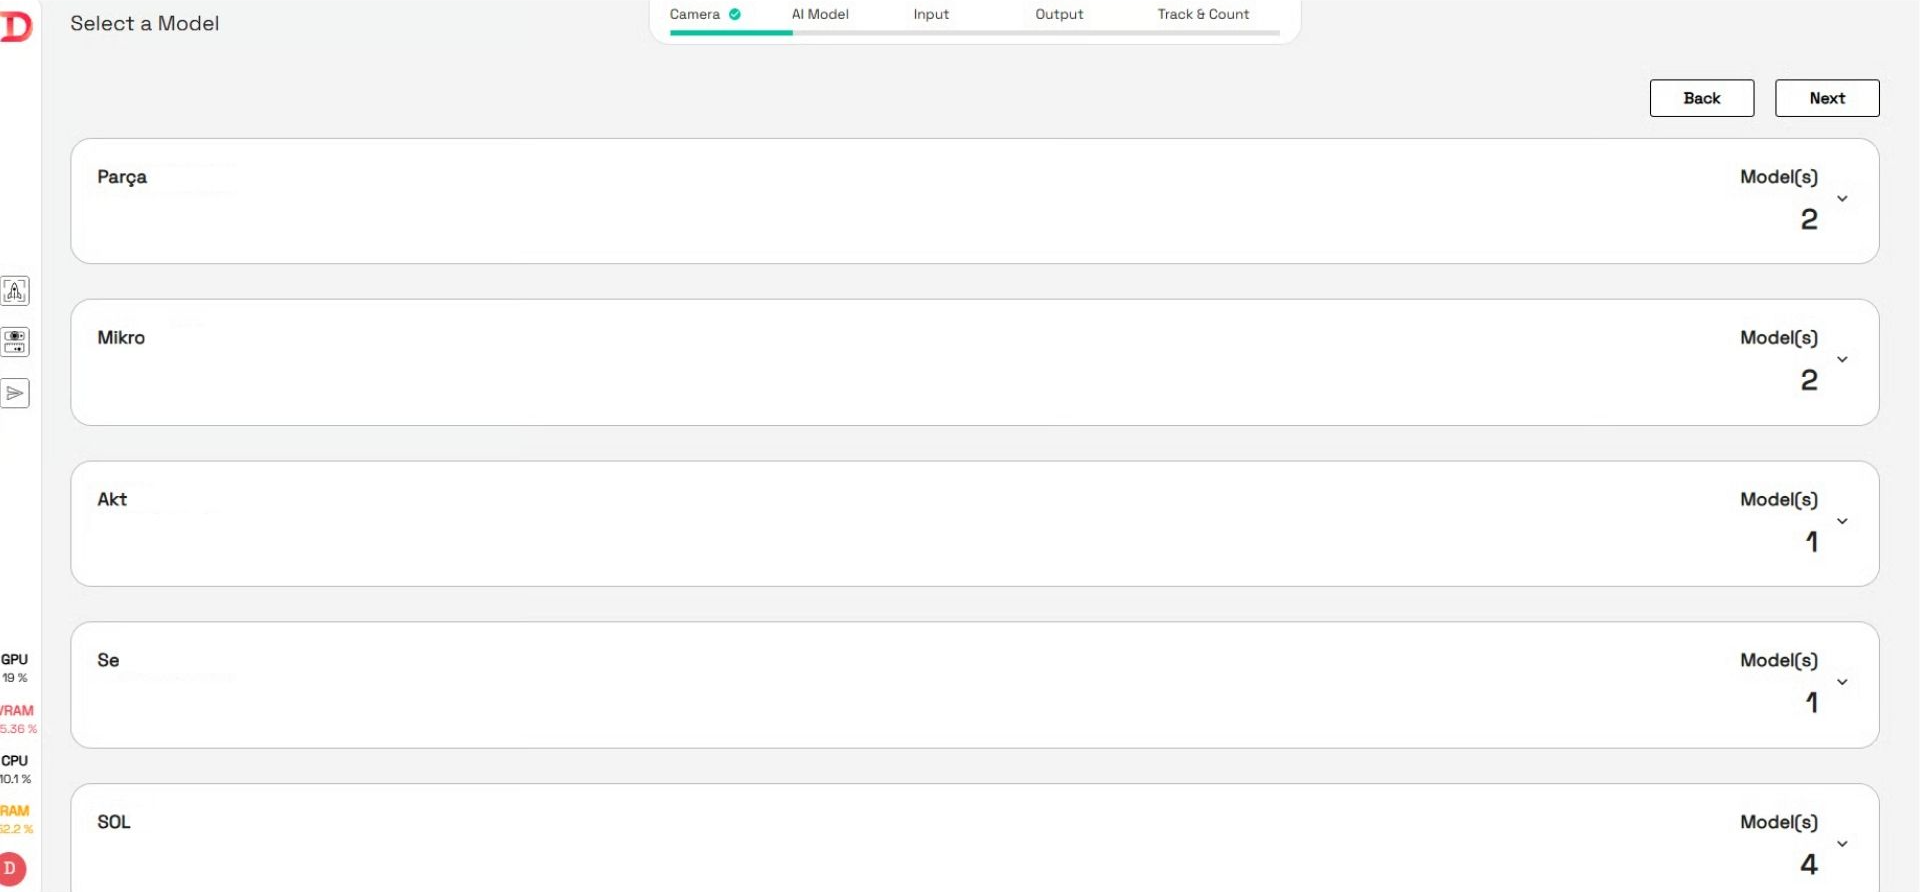 D
Select a Model
Camera
AI Model
Input
Output
Track & Count
Back
Next
Parça
Model(s)
2
Mikro
Model(s)
2
Akt
Model(s)
1
Se
Model(s)
1
SOL
Model(s)
4
GPU
19 %
VRAM
5.36 %
CPU
10.1 %
RAM
52.2 %
D